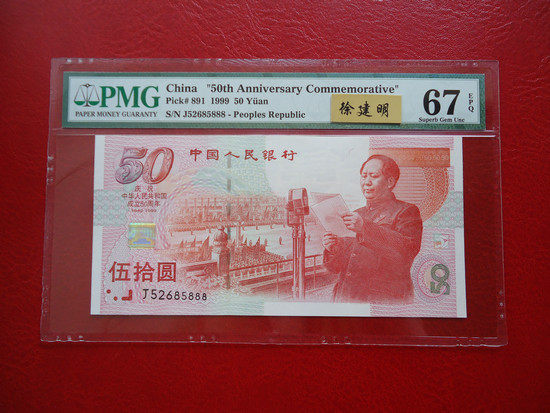 PMG
PAPER MONEY GUARANTY
China "50th Anniversary Commemorative"
Pick# 891 1999 50 Yüan
S/N J52685888 - Peoples Republic
徐建明
67
EPQ
Superb Gem Unc
50
中国人民银行
庆祝
中华人民共和国
成立50周年
伍拾圆
J52685888
50